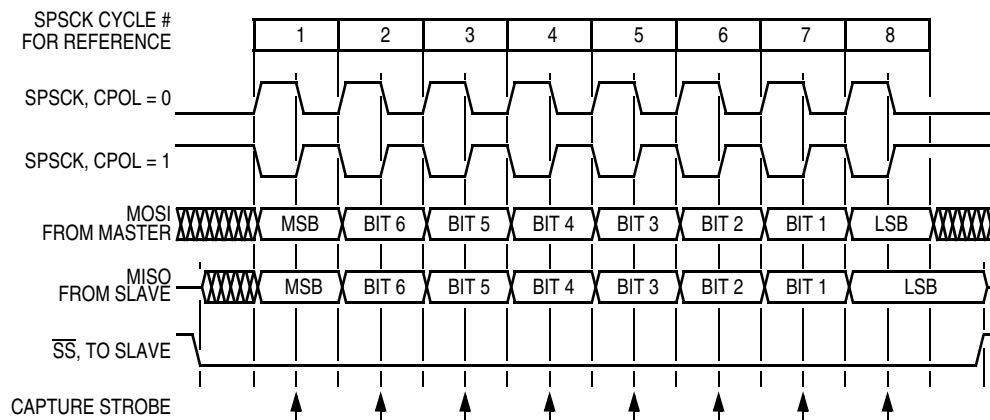 SPSCK CYCLE #
FOR REFERENCE
1 2 3 4 5 6 7 8
SPSCK, CPOL = 0
SPSCK, CPOL = 1
MOSI
FROM MASTER
MSB BIT 6 BIT 5 BIT 4 BIT 3 BIT 2 BIT 1 LSB
MISO
FROM SLAVE
MSB BIT 6 BIT 5 BIT 4 BIT 3 BIT 2 BIT 1 LSB
SS, TO SLAVE
CAPTURE STROBE